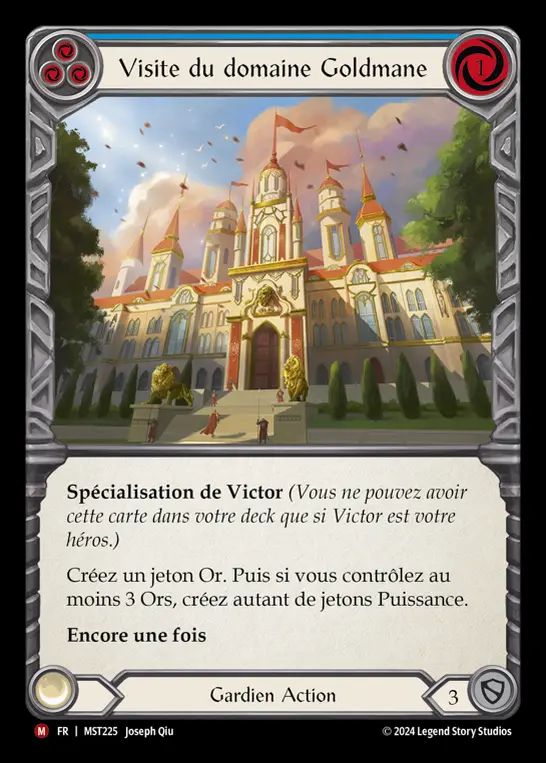 Visite du domaine Goldmane
1
Spécialisation de Victor (Vous ne pouvez avoir
cette carte dans votre deck que si Victor est votre
héros.)
Créez un jeton Or. Puis si vous contrôlez au
moins 3 Ors, créez autant de jetons Puissance.
Encore une fois
Gardien Action
3
M FR | MST225 Joseph Qiu
© 2024 Legend Story Studios